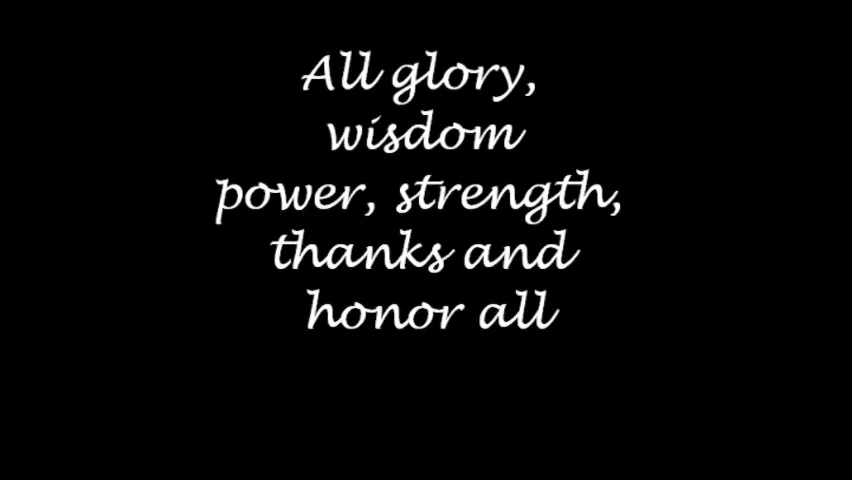 All glory,
wisdom
power, strength,
thanks and
honor all